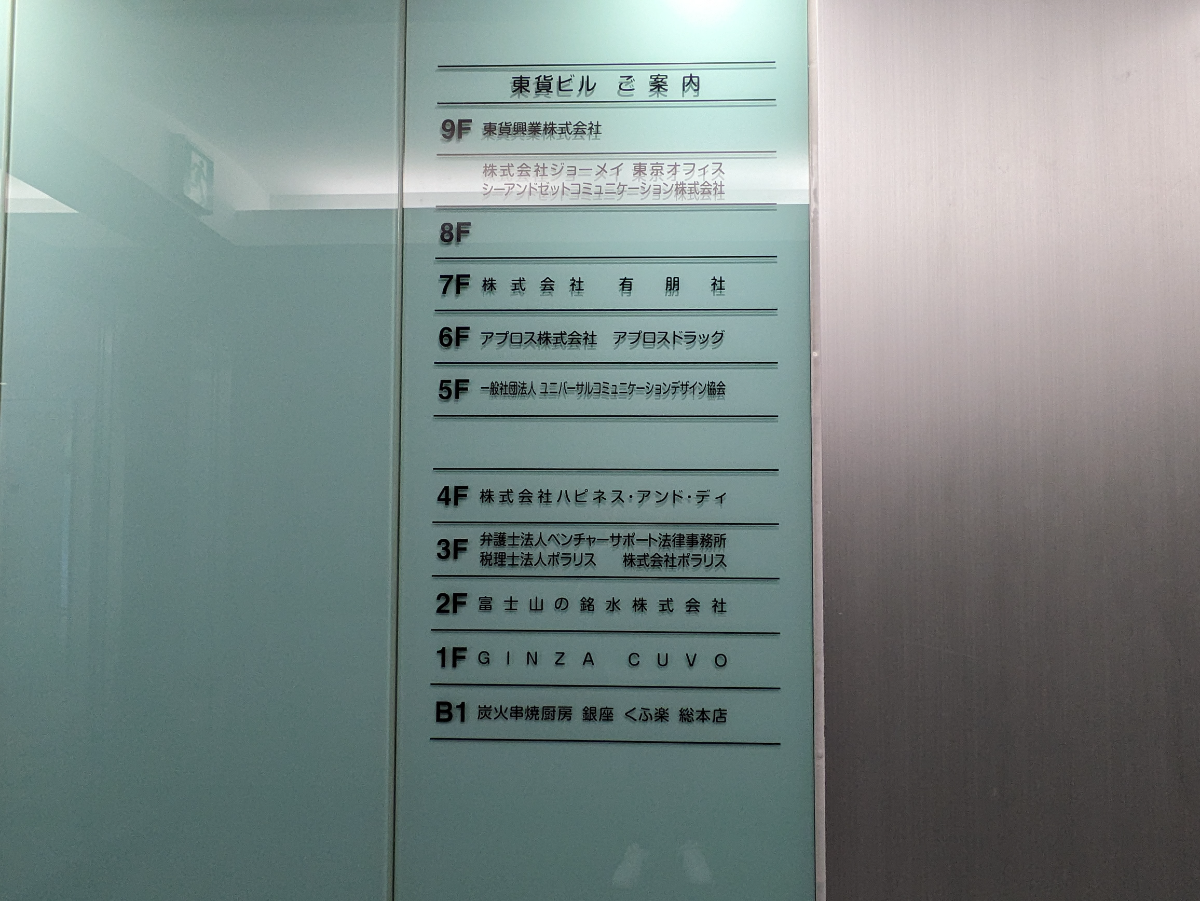 東貨ビル ご案内
9F 東貨興業株式会社
株式会社ジョーメイ 東京オフィス
シーアンドゼットコミュニケーション株式会社
8F
7F 株式会社 有朋社
6F アプロス株式会社 アプロスドラッグ
5F 一般社団法人 ユニバーサルコミュニケーションデザイン協会
4F 株式会社ハピネス・アンド・ディ
3F 弁護士法人ベンチャーサポート法律事務所
税理士法人ポラリス 株式会社ポラリス
2F 富士山の銘水株式会社
1F GINZA CUVO
B1 炭火串焼厨房 銀座 くふ楽 総本店